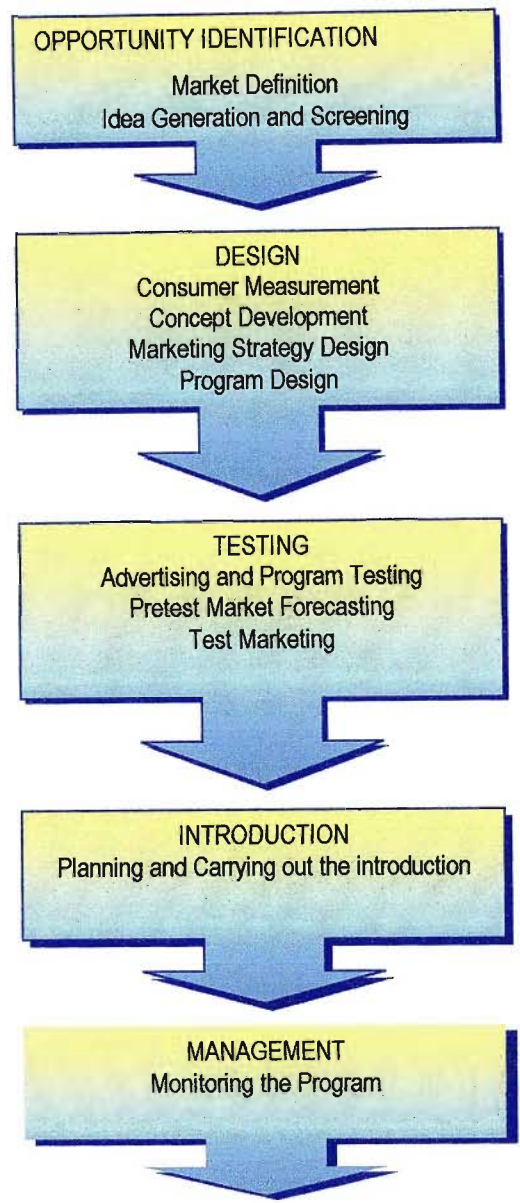 OPPORTUNITY IDENTIFICATION
Market Definition
Idea Generation and Screening
DESIGN
Consumer Measurement
Concept Development
Marketing Strategy Design
Program Design
TESTING
Advertising and Program Testing
Pretest Market Forecasting
Test Marketing
INTRODUCTION
Planning and Carrying out the introduction
MANAGEMENT
Monitoring the Program